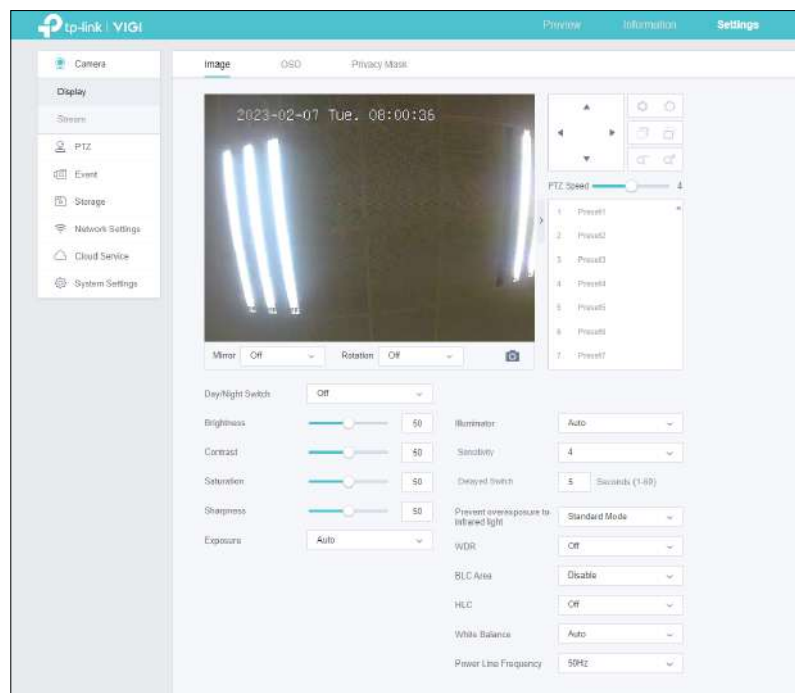 tp-link | VIGI
Preview Information Settings
Camera
Display
Stream
PTZ
Event
Storage
Network Settings
Cloud Service
System Settings
Image OSD Privacy Mask
2023-02-07 Tue. 08:00:36
PTZ Speed 4
1 Preset1
2 Preset2
3 Preset3
4 Preset4
5 Preset5
6 Preset6
7 Preset7
Mirror Off Rotation Off
Day/Night Switch Off
Brightness 50
Contrast 50
Saturation 50
Sharpness 50
Exposure Auto
Illuminator Auto
Sensitivity 4
Delayed Switch 5 Seconds (1-60)
Prevent overexposure to
infrared light
Standard Mode
WDR Off
BLC Area Disable
HLC Off
White Balance Auto
Power Line Frequency 50Hz